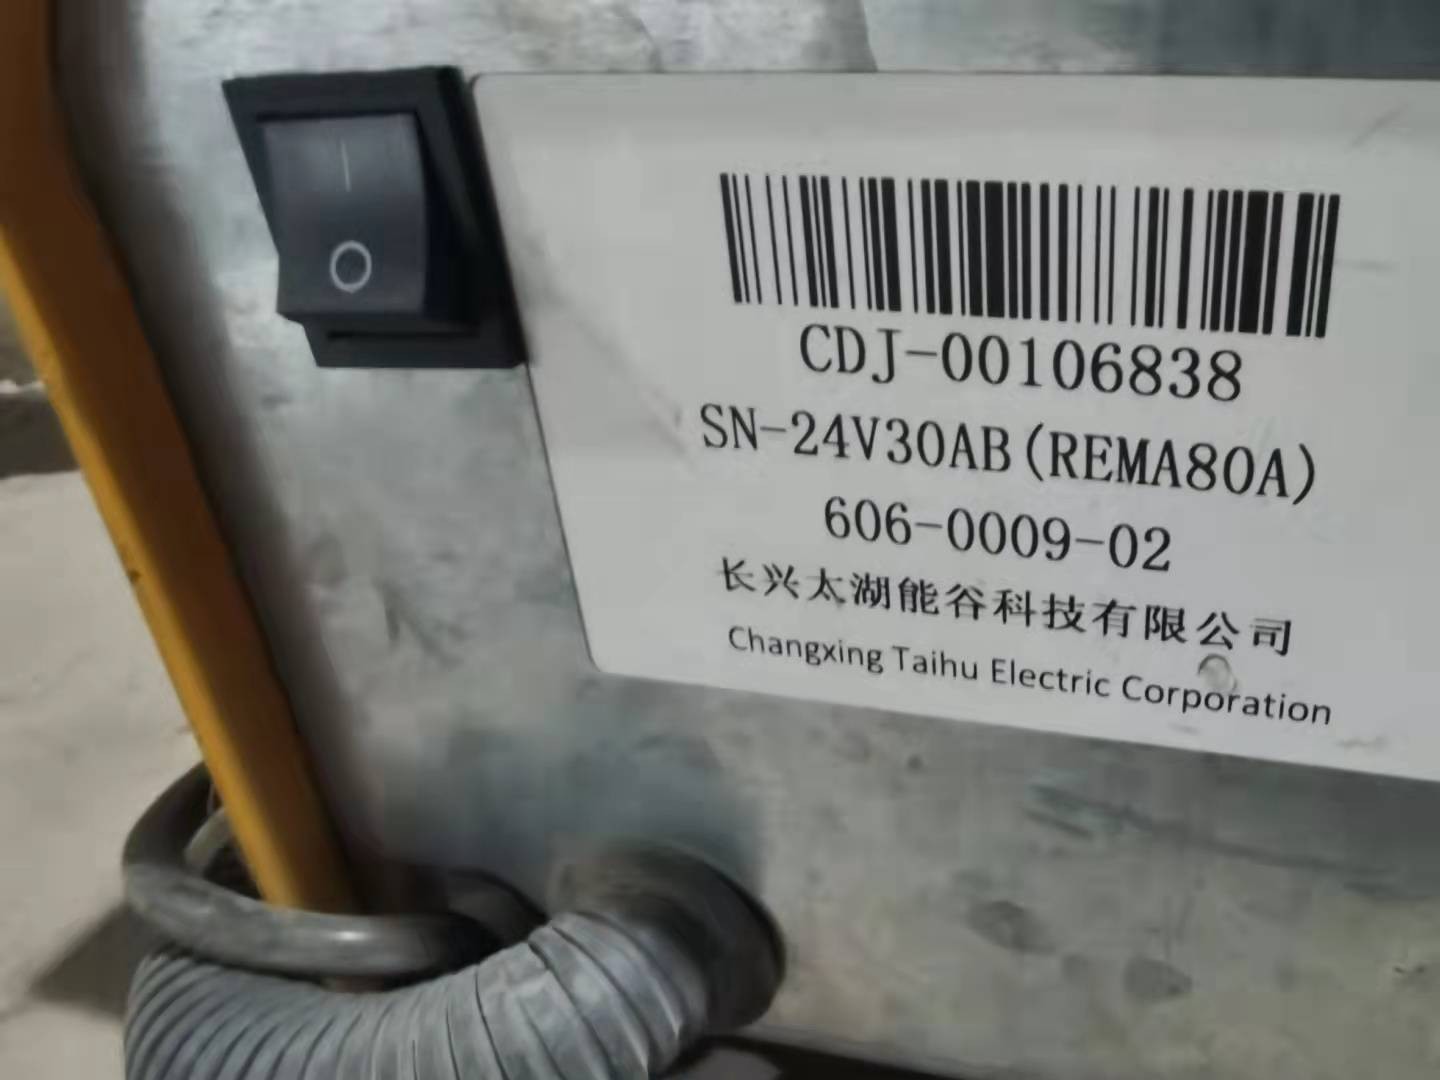 CDJ-00106838
SN-24V30AB(REMA80A)
606-0009-02
长兴太湖能谷科技有限公司
Changxing Taihu Electric Corporation